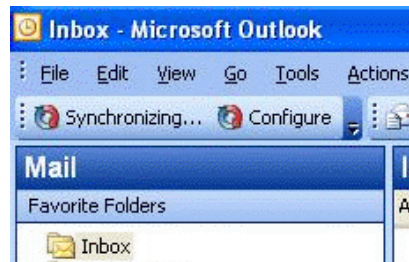 Inbox - Microsoft Outlook
File Edit View Go Tools Actions
Synchronizing... Configure
Mail
Favorite Folders
Inbox